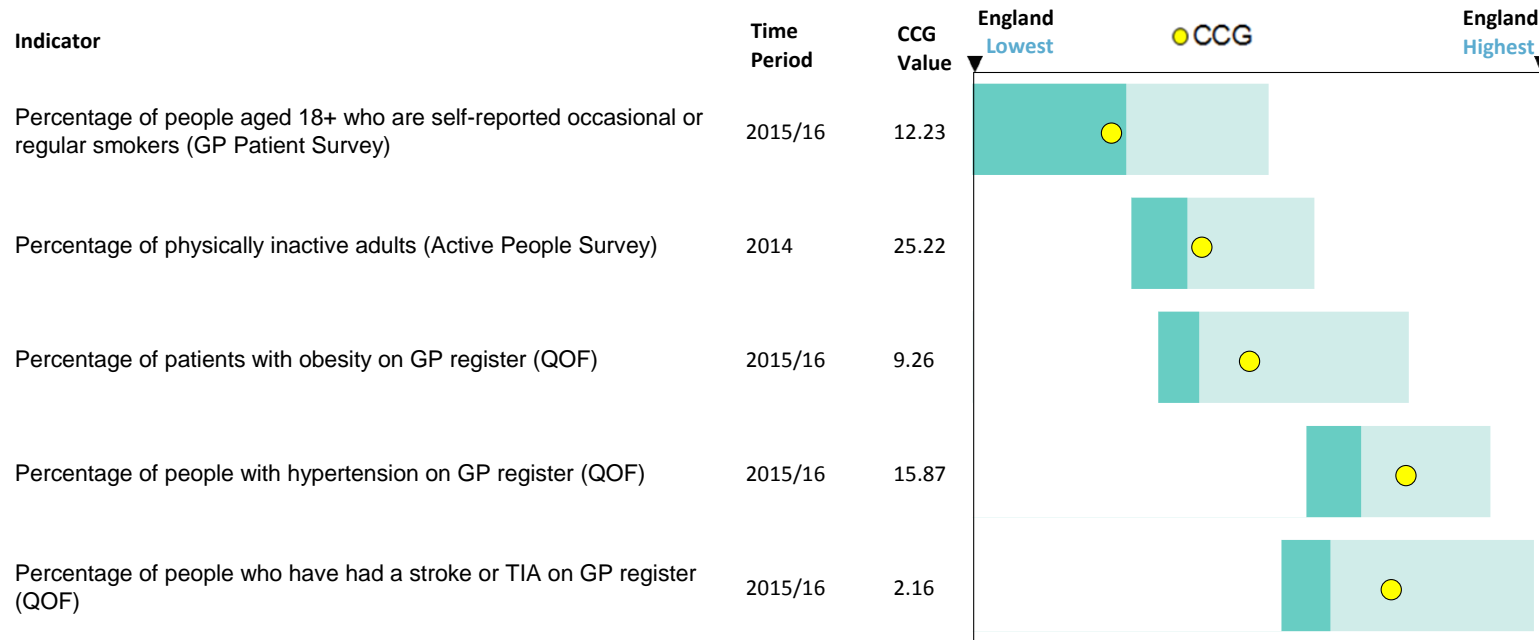 Indicator
Time
Period
CCG
Value
England
Lowest
CCG
England
Highest
Percentage of people aged 18+ who are self-reported occasional or
regular smokers (GP Patient Survey)
2015/16
12.23
Percentage of physically inactive adults (Active People Survey)
2014
25.22
Percentage of patients with obesity on GP register (QOF)
2015/16
9.26
Percentage of people with hypertension on GP register (QOF)
2015/16
15.87
Percentage of people who have had a stroke or TIA on GP register
(QOF)
2015/16
2.16